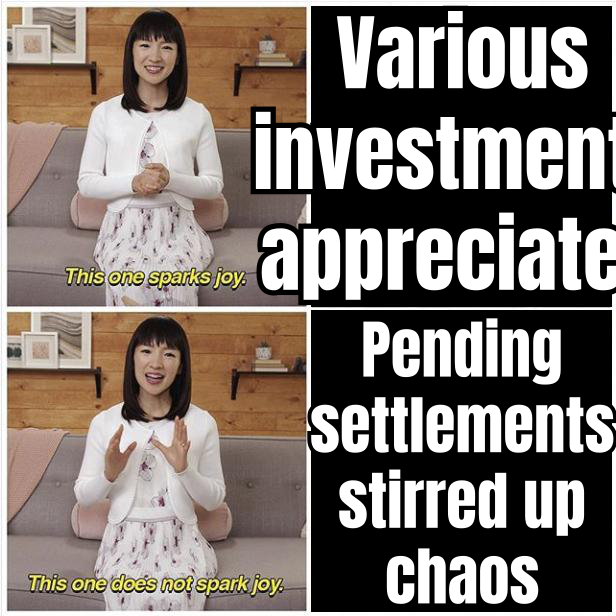 Various
investment
appreciate
This one sparks joy.
Pending
settlements
stirred up
chaos
This one does not spark joy.